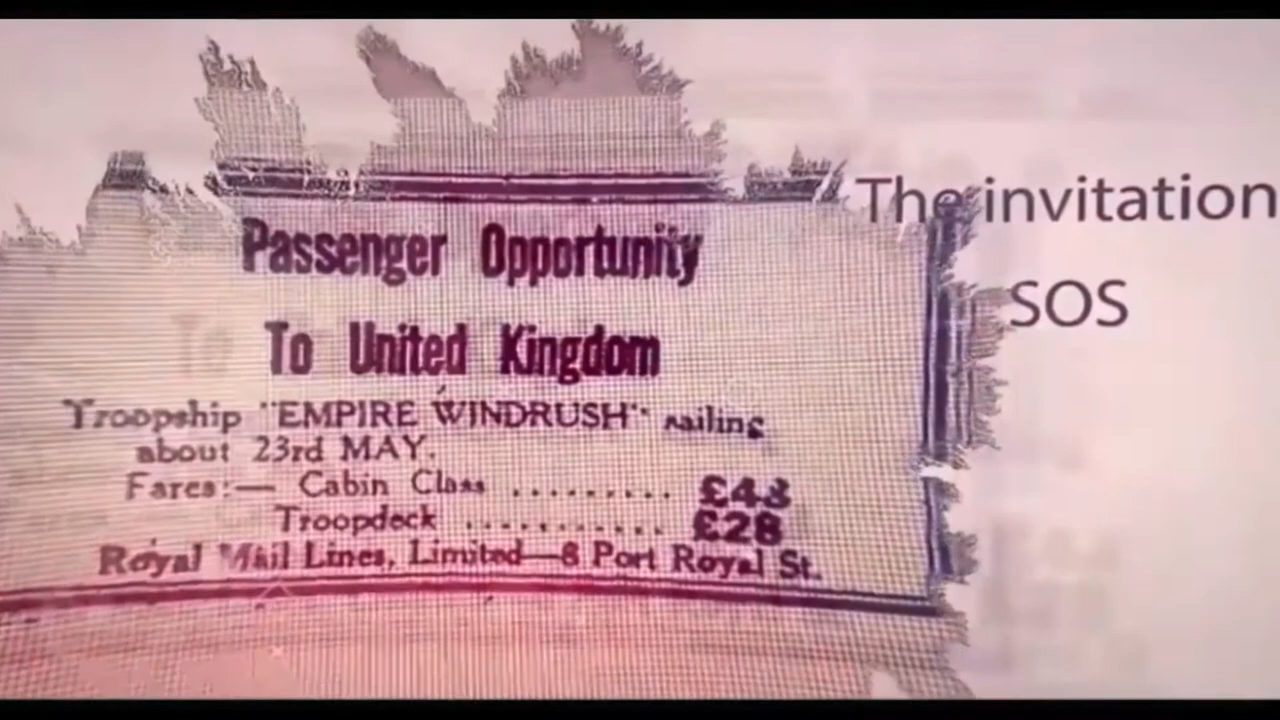 Passenger Opportunity
To United Kingdom
Troopship "EMPIRE WINDRUSH" sailing
about 23rd MAY.
Fares:— Cabin Class .......... £48
Troopdeck ........... £28
Royal Mail Lines, Limited—8 Port Royal St.
The invitation
SOS